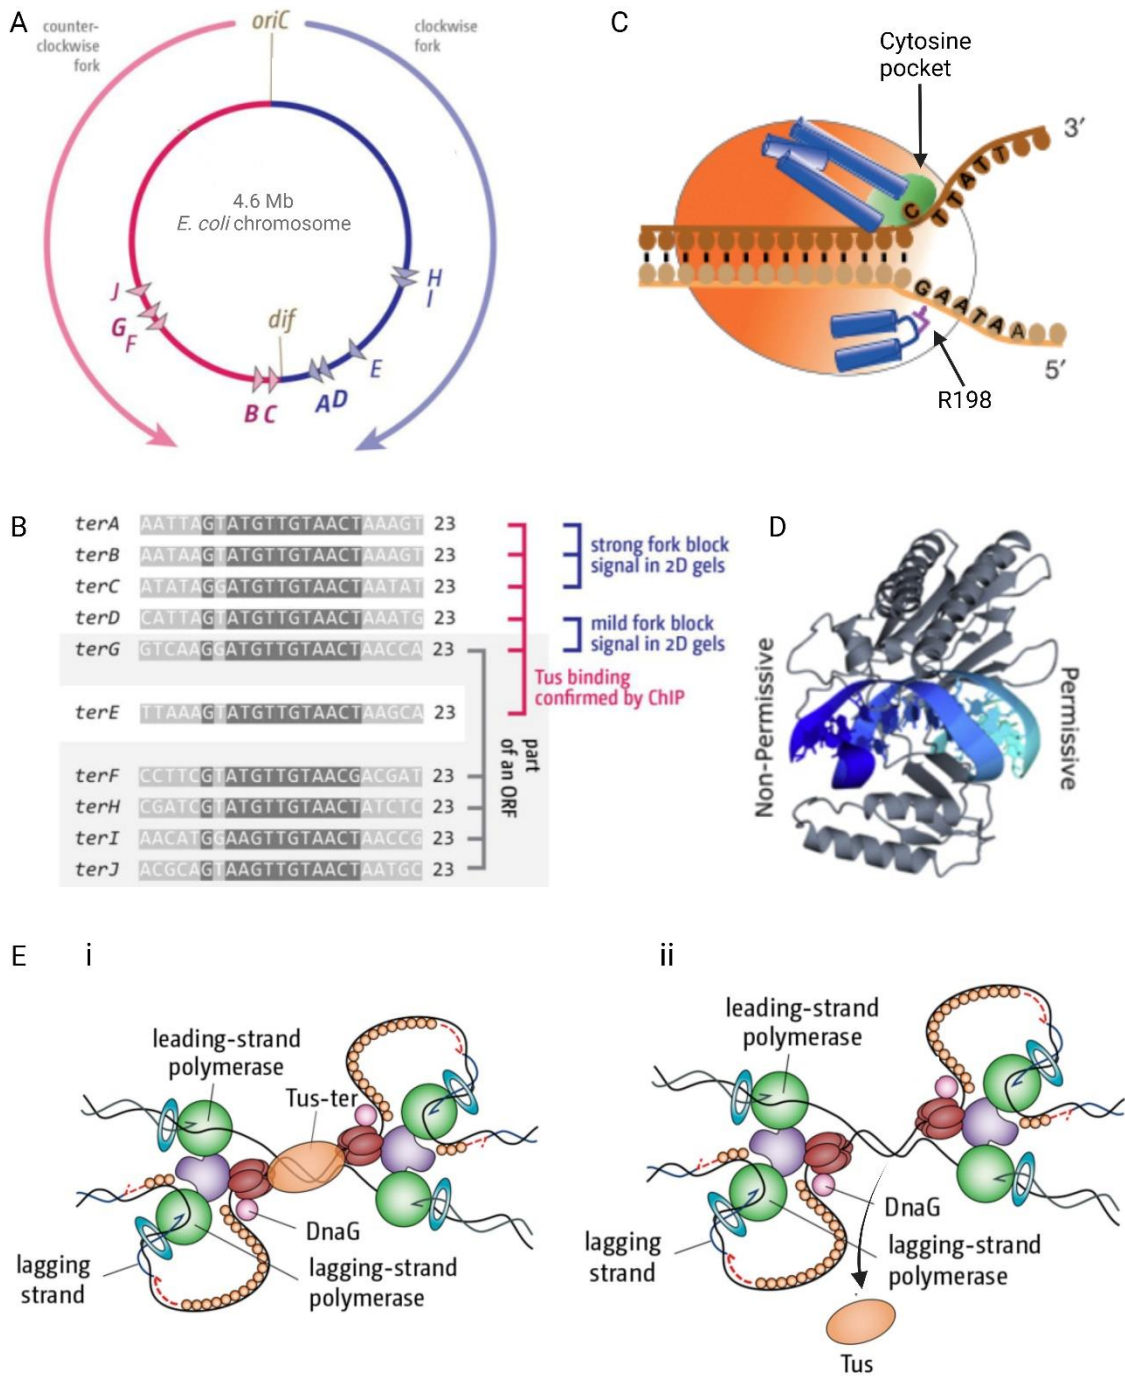 A
counter-
clockwise
fork
oriC
clockwise
fork
4.6 Mb
E. coli chromosome
H
I
J
G
F
dif
E
B C
A D
C
Cytosine
pocket
3′
T T A T T
C
G A A T A A
5′
R198
B
terA AATTAGTATGTTGTAACTAAAGT 23
terB AATAAGTATGTTGTAACTAAAGT 23
terC ATATAGGATGTTGTAACTAATAT 23
terD CATTAGTATGTTGTAACTAAATG 23
terG GTCAAGGATGTTGTAACTAACCA 23
terE TTAAAGTATGTTGTAACTAAGCA 23
terF CCTTCGTATGTTGTAACGACGAT 23
terH CGATCGTATGTTGTAACTATCTC 23
terI AACATGGAAGTTGTAACTAACCG 23
terJ ACGCAGTAAGTTGTAACTAATGC 23
strong fork block
signal in 2D gels
mild fork block
signal in 2D gels
Tus binding
confirmed by ChIP
part
of an ORF
D
Non-Permissive
Permissive
E
i
leading-strand
polymerase
Tus-ter
DnaG
lagging
strand
lagging-strand
polymerase
ii
leading-strand
polymerase
DnaG
lagging
strand
lagging-strand
polymerase
Tus